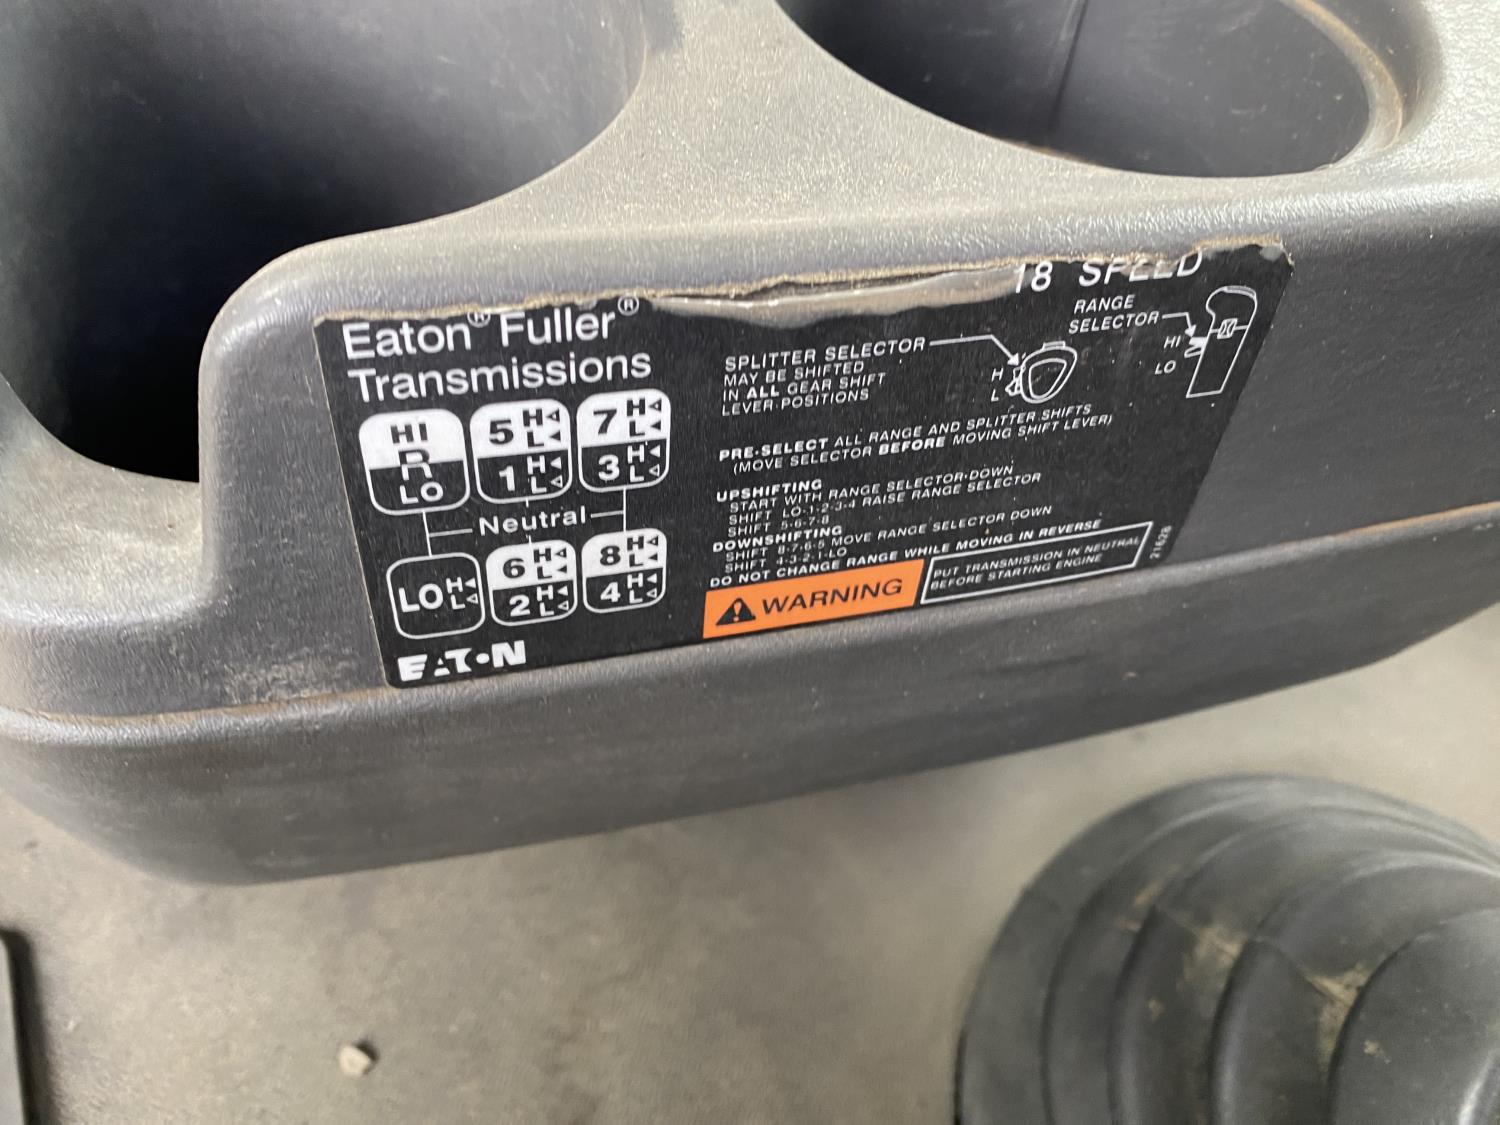 Eaton® Fuller®
Transmissions
HI
R
LO
5 H L
1 H L
7 H L
3 H L
Neutral
LO H L
6 H L
2 H L
8 H L
4 H L
EATON
18 SPEED
RANGE
SELECTOR
HI
LO
SPLITTER SELECTOR
MAY BE SHIFTED
IN ALL GEAR SHIFT
LEVER POSITIONS
H
L
PRE-SELECT ALL RANGE AND SPLITTER SHIFTS
(MOVE SELECTOR BEFORE MOVING SHIFT LEVER)
UPSHIFTING
START WITH RANGE SELECTOR-DOWN
SHIFT LO-1-2-3-4 RAISE RANGE SELECTOR
SHIFT 5-6-7-8
DOWNSHIFTING
SHIFT 8-7-6-5 MOVE RANGE SELECTOR DOWN
SHIFT 4-3-2-1-LO
DO NOT CHANGE RANGE WHILE MOVING IN REVERSE
WARNING
PUT TRANSMISSION IN NEUTRAL
BEFORE STARTING ENGINE
21628